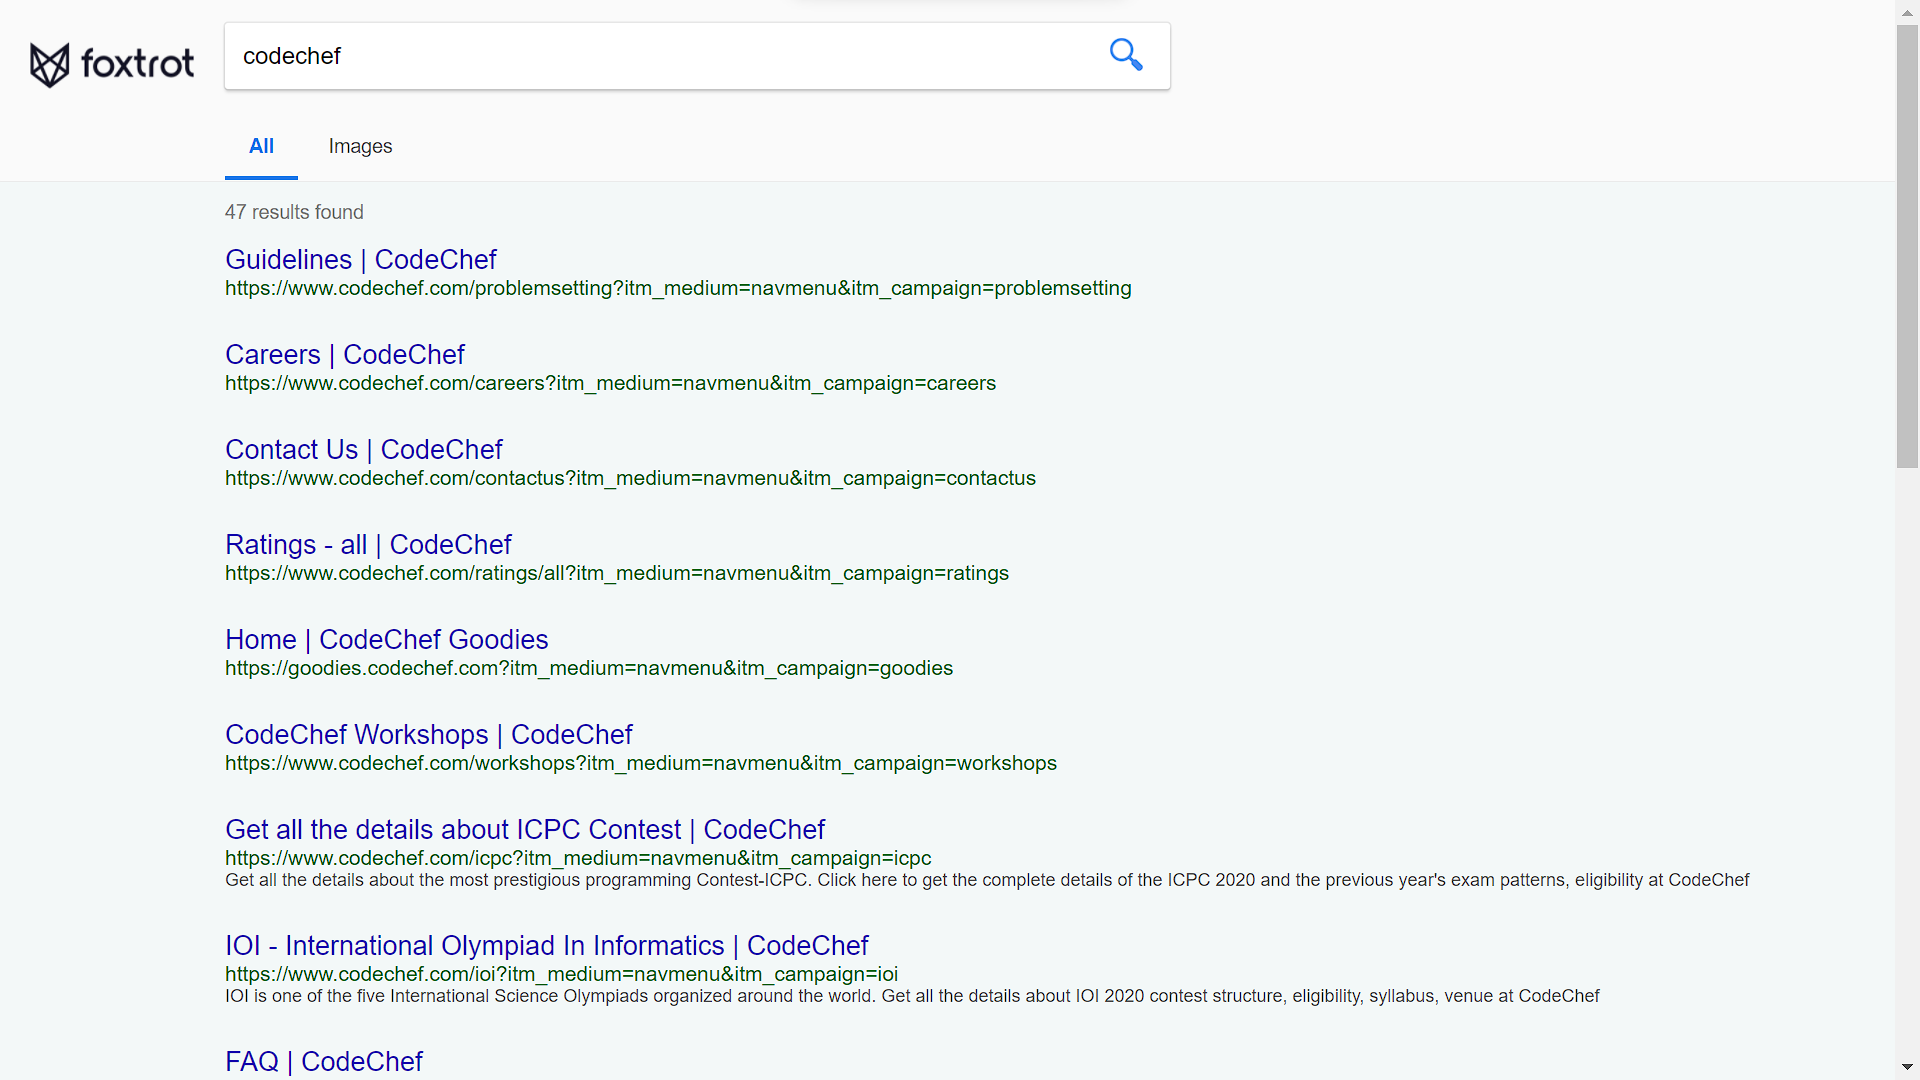 foxtrot
codechef
All
Images
47 results found
Guidelines | CodeChef
https://www.codechef.com/problemsetting?itm_medium=navmenu&itm_campaign=problemsetting
Careers | CodeChef
https://www.codechef.com/careers?itm_medium=navmenu&itm_campaign=careers
Contact Us | CodeChef
https://www.codechef.com/contactus?itm_medium=navmenu&itm_campaign=contactus
Ratings - all | CodeChef
https://www.codechef.com/ratings/all?itm_medium=navmenu&itm_campaign=ratings
Home | CodeChef Goodies
https://goodies.codechef.com?itm_medium=navmenu&itm_campaign=goodies
CodeChef Workshops | CodeChef
https://www.codechef.com/workshops?itm_medium=navmenu&itm_campaign=workshops
Get all the details about ICPC Contest | CodeChef
https://www.codechef.com/icpc?itm_medium=navmenu&itm_campaign=icpc
Get all the details about the most prestigious programming Contest-ICPC. Click here to get the complete details of the ICPC 2020 and the previous year's exam patterns, eligibility at CodeChef
IOI - International Olympiad In Informatics | CodeChef
https://www.codechef.com/ioi?itm_medium=navmenu&itm_campaign=ioi
IOI is one of the five International Science Olympiads organized around the world. Get all the details about IOI 2020 contest structure, eligibility, syllabus, venue at CodeChef
FAQ | CodeChef